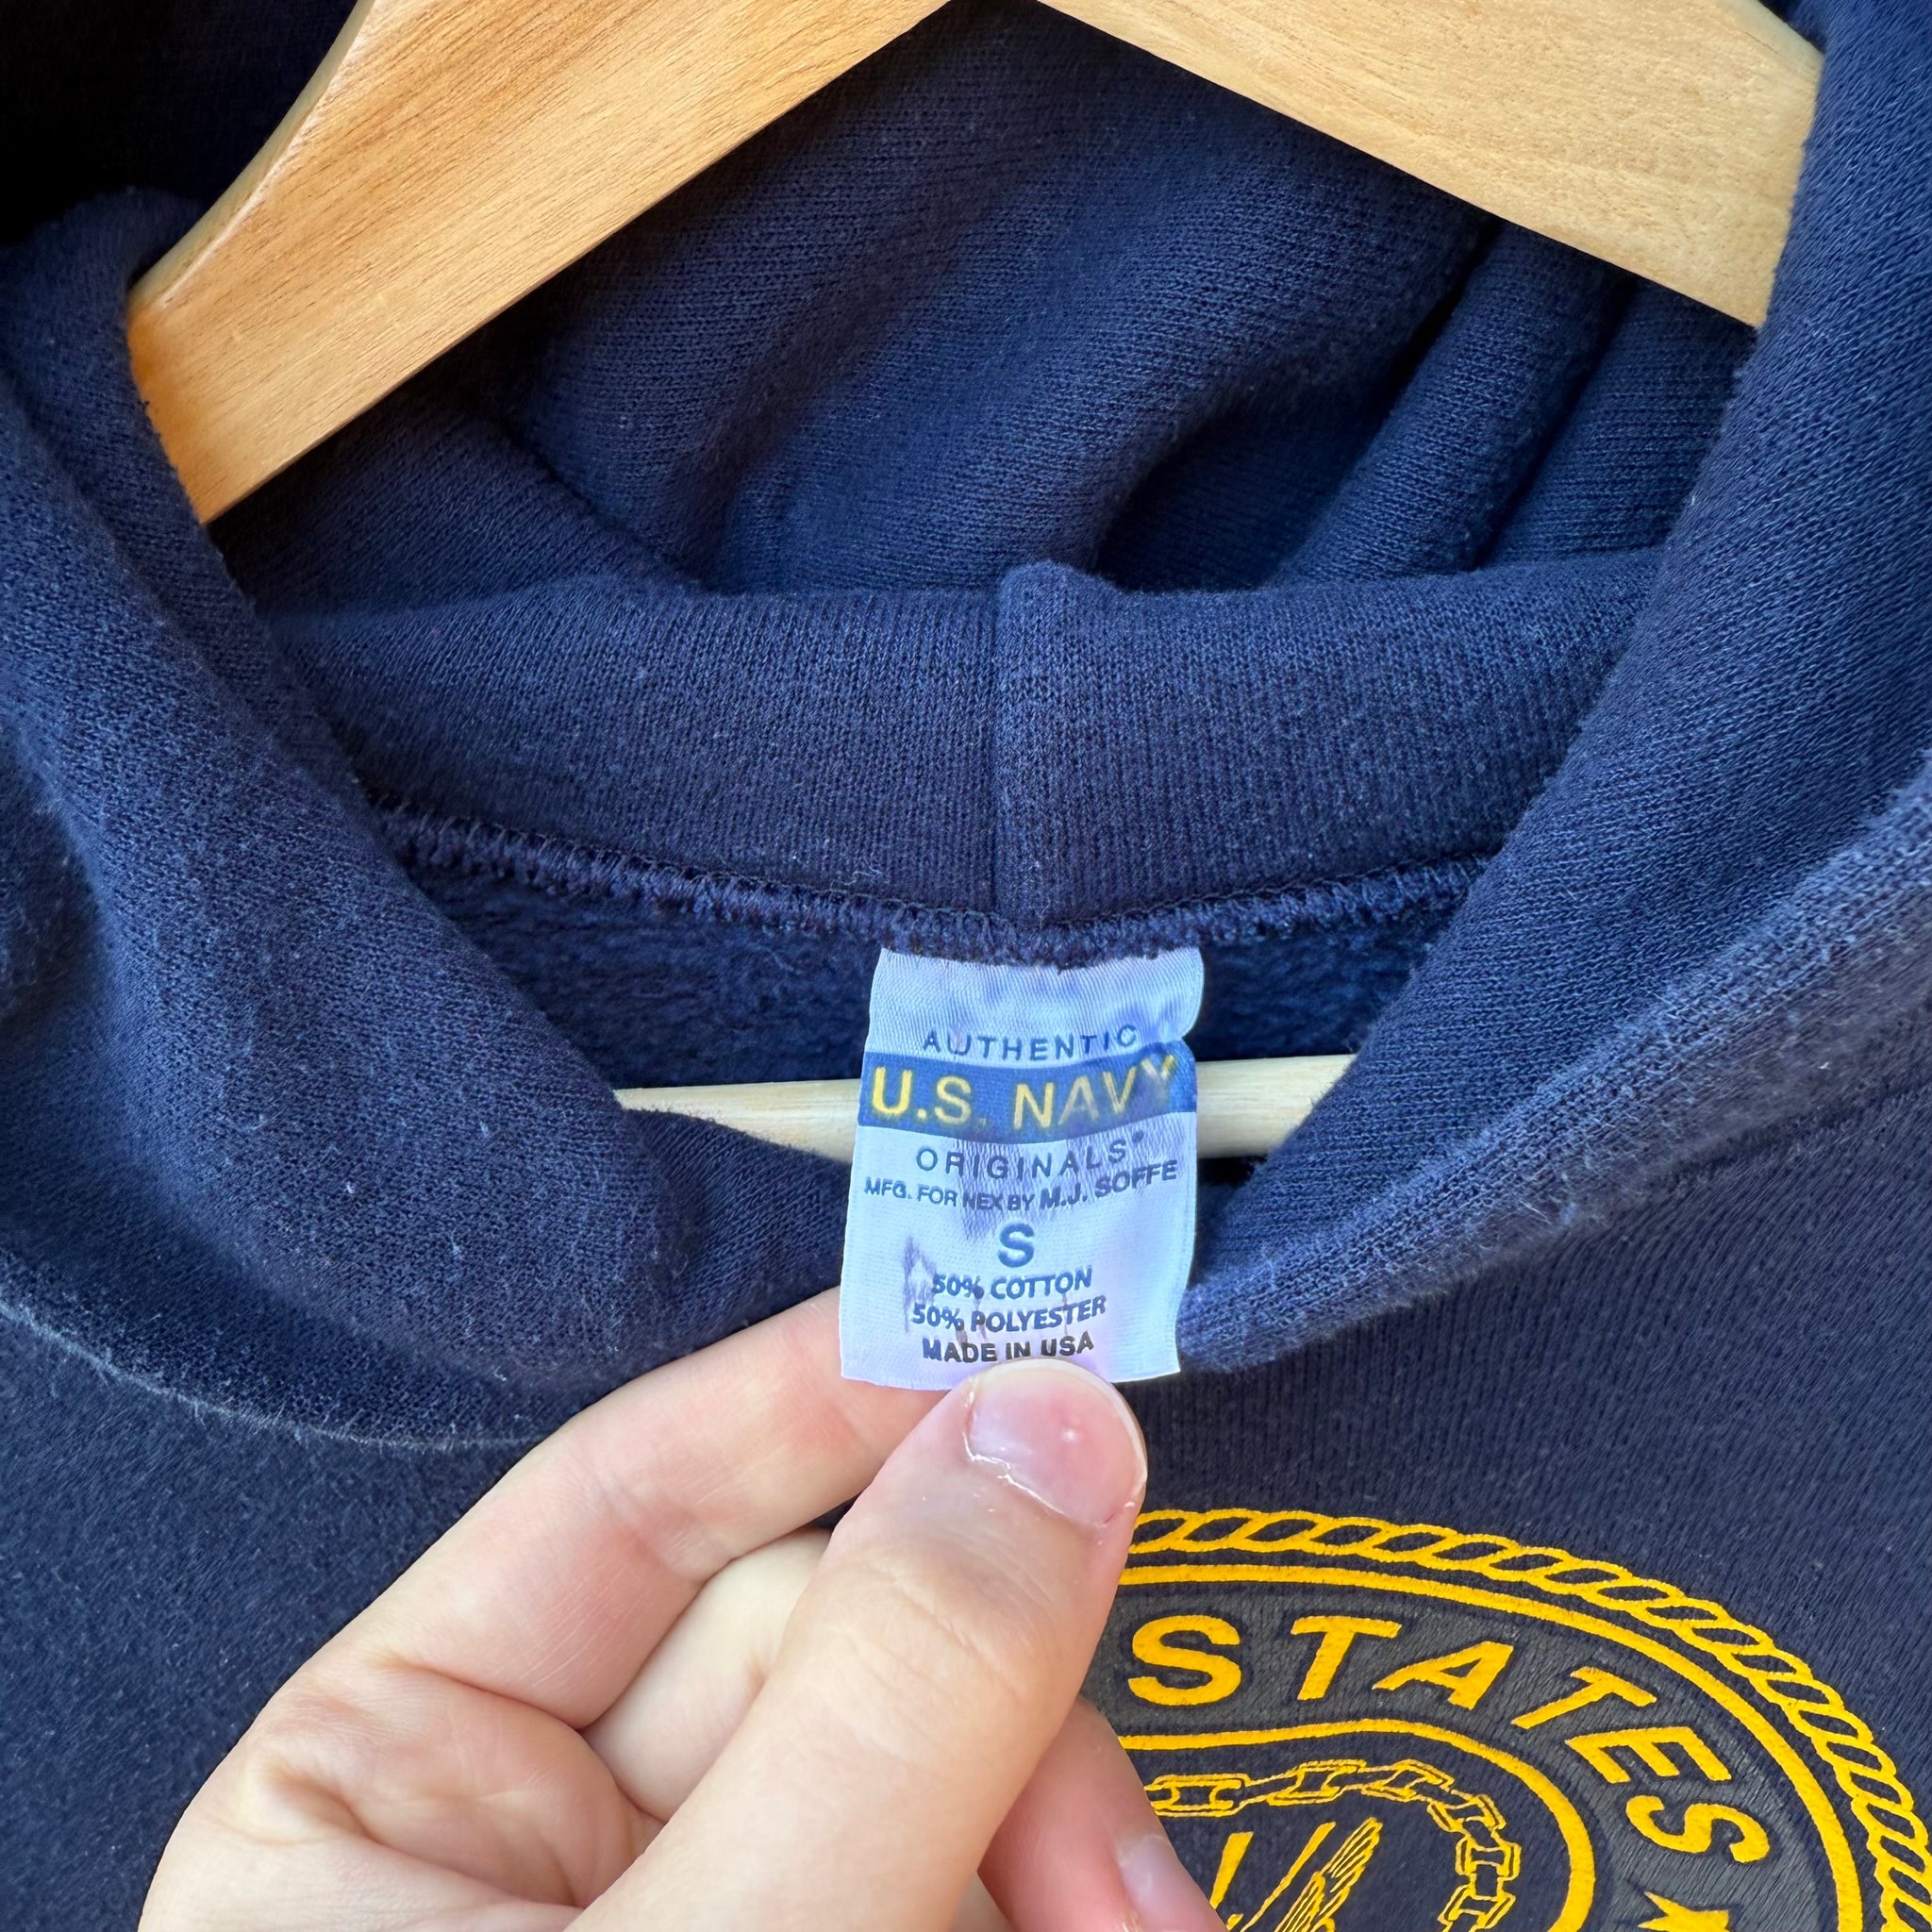 AUTHENTIC
U.S. NAVY
ORIGINALS®
MFG. FOR NEX BY M.J. SOFFE
S
50% COTTON
50% POLYESTER
MADE IN USA
STATES